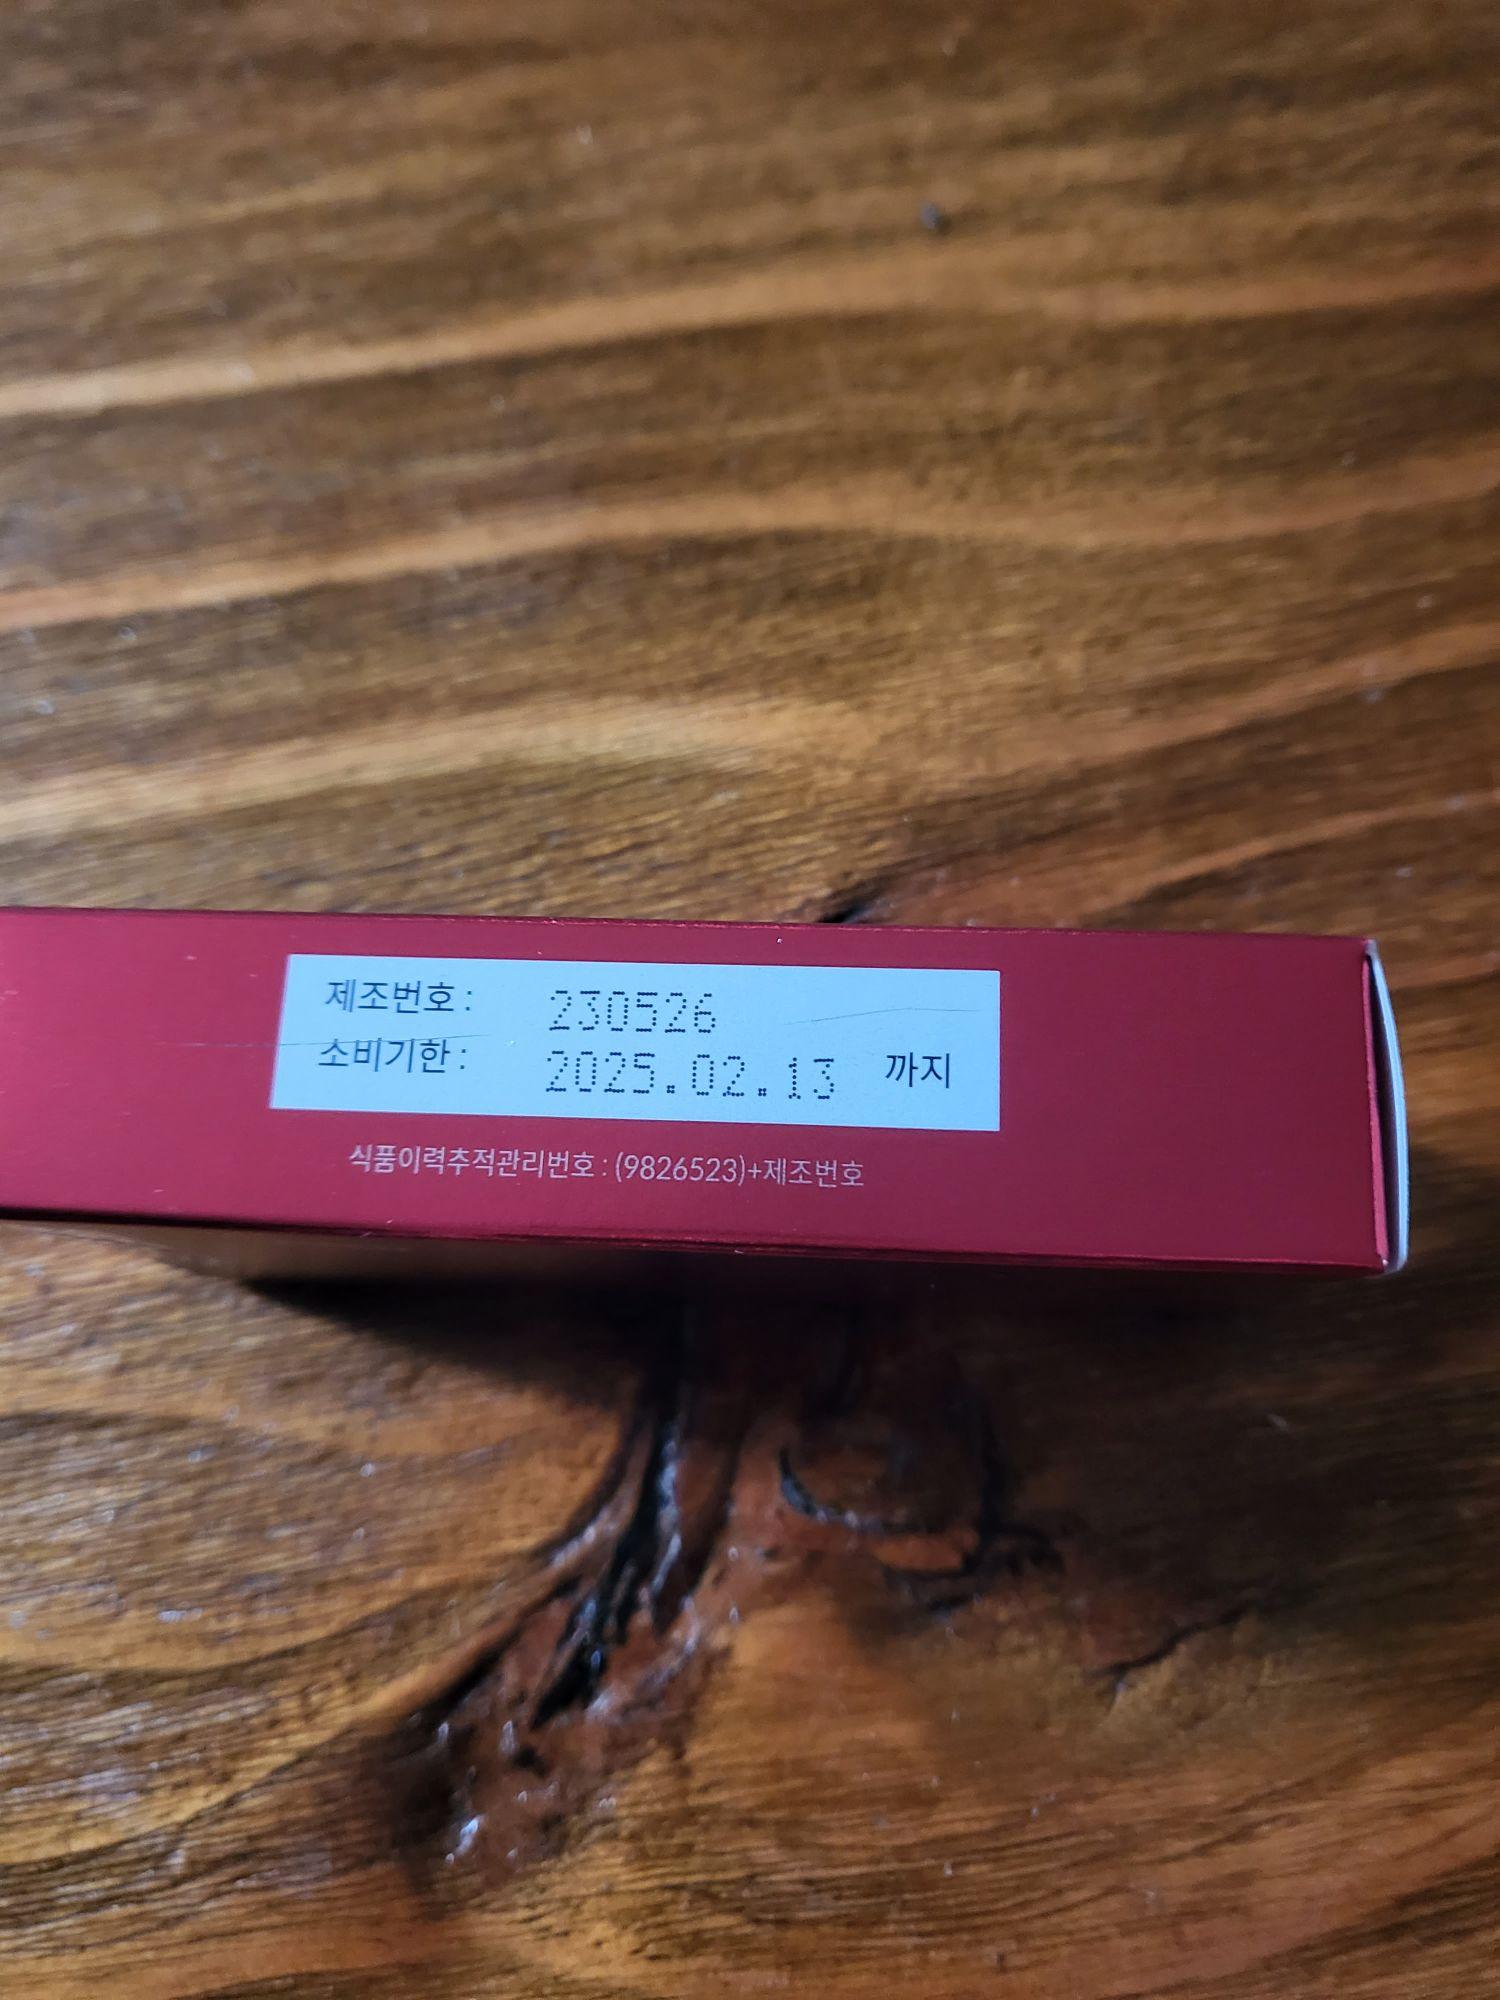 제조번호 : 230526
소비기한 : 2025.02.13 까지
식품이력추적관리번호 : (9826523)+제조번호